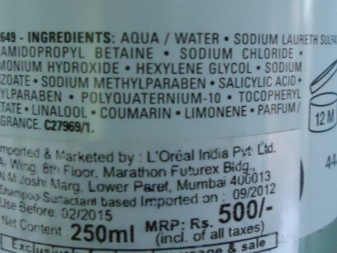 649 - INGREDIENTS: AQUA / WATER • SODIUM LAURETH SULFA
AMIDOPROPYL BETAINE • SODIUM CHLORIDE •
MONIUM HYDROXIDE • HEXYLENE GLYCOL • SODIUM
ZOATE • SODIUM METHYLPARABEN • SALICYLIC ACID •
YLPARABEN • POLYQUATERNIUM-10 • TOCOPHERYL
TATE • LINALOOL • COUMARIN • LIMONENE • PARFUM /
GRANCE. C27969/1.
12 M
Imported & Marketed by : L'Oréal India Pvt Ltd.
A- Wing, 8th Floor, Marathon Futurex Bldg.,
N.M Joshi Marg, Lower Parel, Mumbai 400013
Shampoo-Surfactant based Imported on : 09/2012
Use Before: 02/2015
Net Content : 250ml MRP: Rs. 500/-
(incl. of all taxes)
& sale